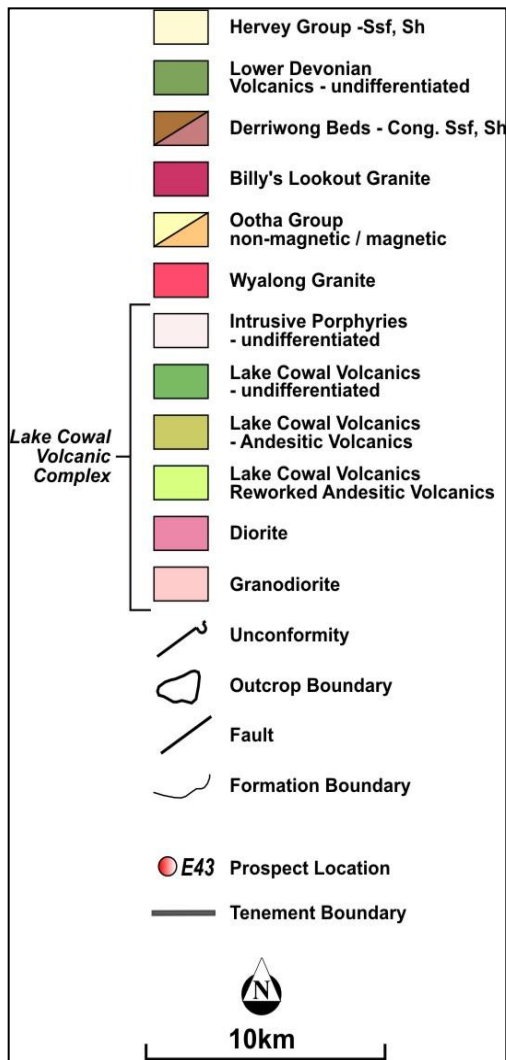 Hervey Group -Ssf, Sh
Lower Devonian
Volcanics - undifferentiated
Derriwong Beds - Cong. Ssf, Sh
Billy's Lookout Granite
Ootha Group
non-magnetic / magnetic
Wyalong Granite
Lake Cowal
Volcanic
Complex
Intrusive Porphyries
- undifferentiated
Lake Cowal Volcanics
- undifferentiated
Lake Cowal Volcanics
- Andesitic Volcanics
Lake Cowal Volcanics
Reworked Andesitic Volcanics
Diorite
Granodiorite
Unconformity
Outcrop Boundary
Fault
Formation Boundary
E43 Prospect Location
Tenement Boundary
N
10km